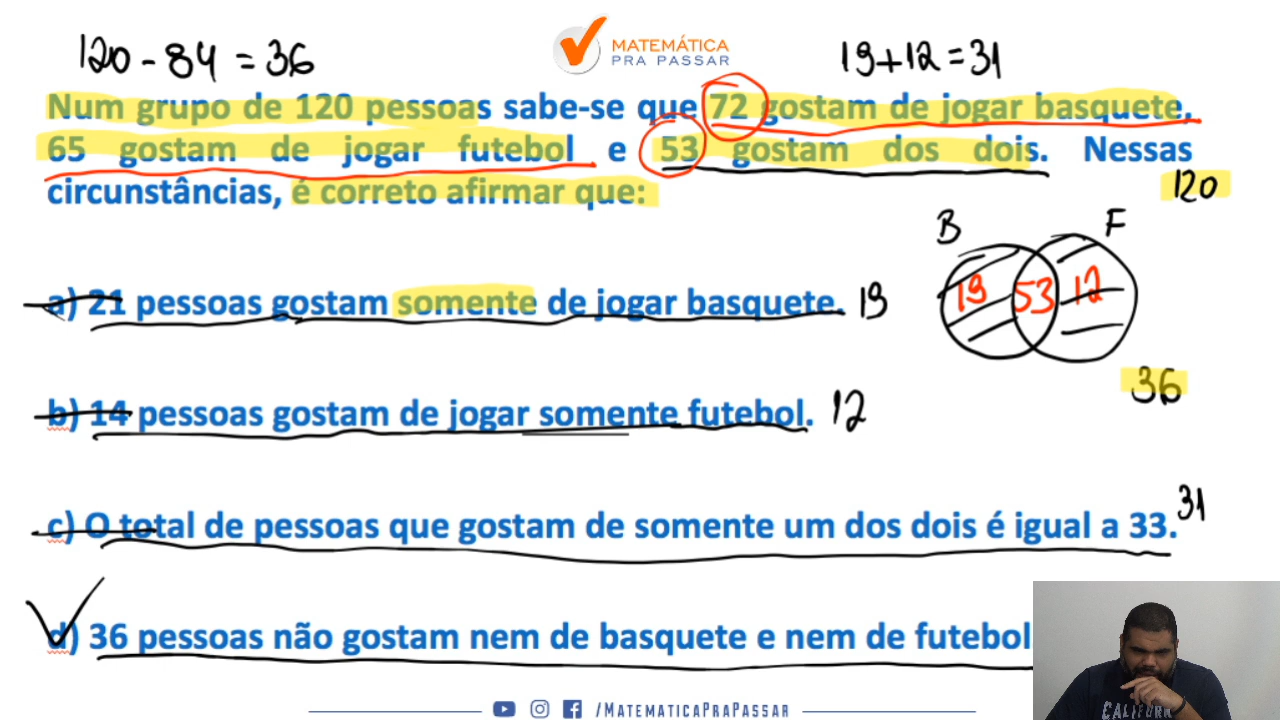 120 - 84 = 36
MATEMÁTICA
PRA PASSAR
19+12=31
Num grupo de 120 pessoas sabe-se que 72 gostam de jogar basquete,
65 gostam de jogar futebol e 53 gostam dos dois. Nessas
circunstâncias, é correto afirmar que:
120
B F
19 53 12
36
a) 21 pessoas gostam somente de jogar basquete. 19
b) 14 pessoas gostam de jogar somente futebol. 12
c) O total de pessoas que gostam de somente um dos dois é igual a 33. 31
d) 36 pessoas não gostam nem de basquete e nem de futebol
/MATEMATICAPRAPASSAR